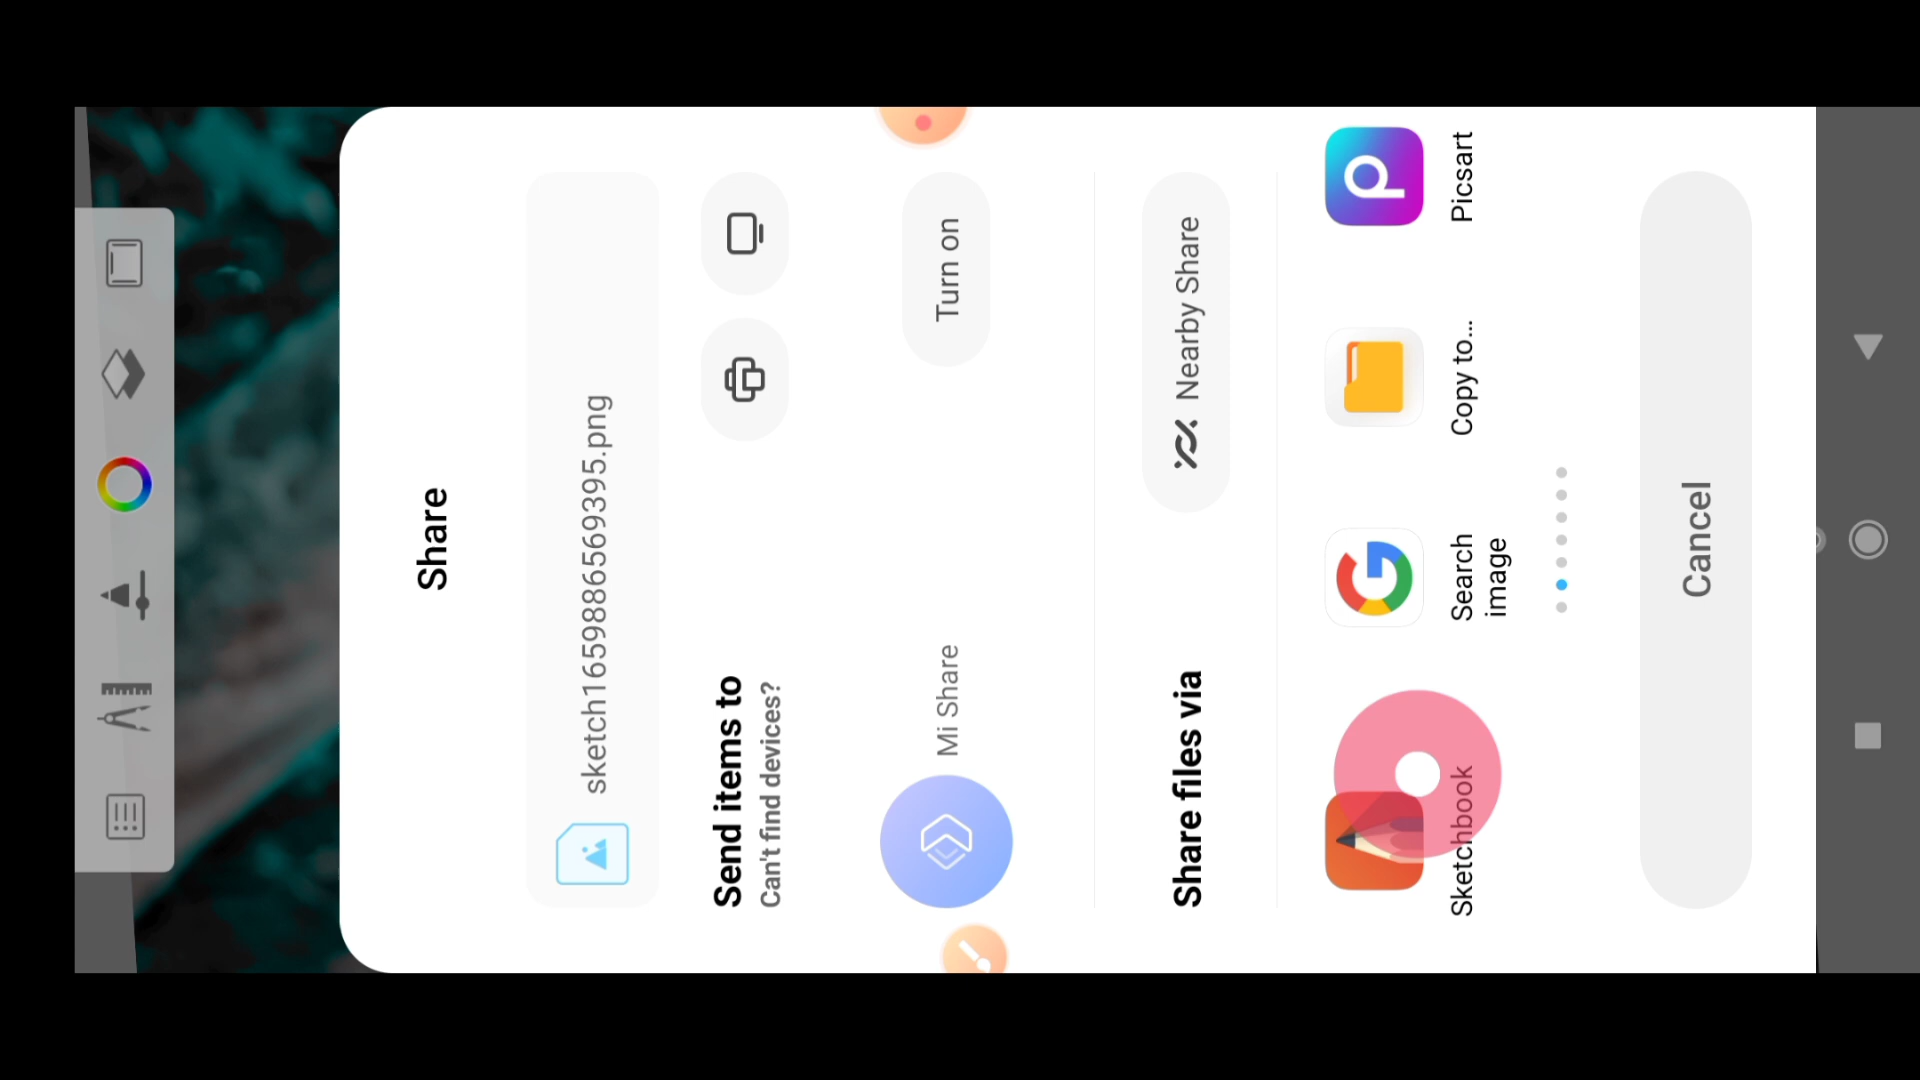 Share
sketch1659886569395.png
Send items to
Can't find devices?
Mi Share
Turn on
Share files via
Nearby Share
Sketchbook
Search
image
Copy to...
Picsart
Cancel